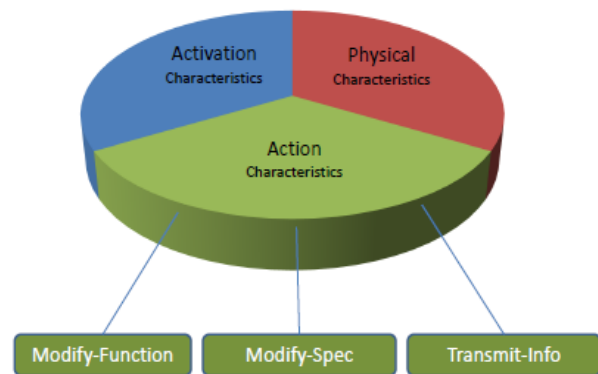 Activation
Characteristics
Physical
Characteristics
Action
Characteristics
Modify-Function
Modify-Spec
Transmit-Info